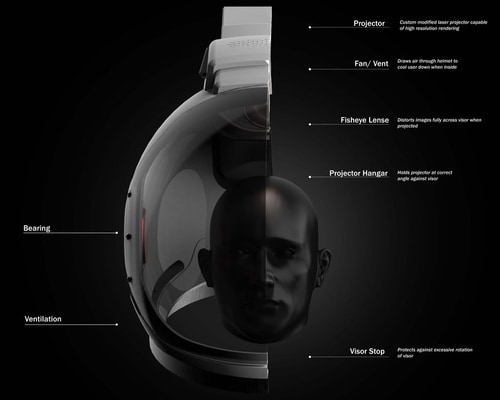 Projector
Custom modified laser projector capable
of high resolution rendering
Fan/ Vent
Draws air through helmet to
cool user down when inside
Fisheye Lense
Distorts images fully across visor when
projected
Projector Hangar
Holds projector at correct
angle against visor
Bearing
Ventilation
Visor Stop
Protects against excessive rotation
of visor